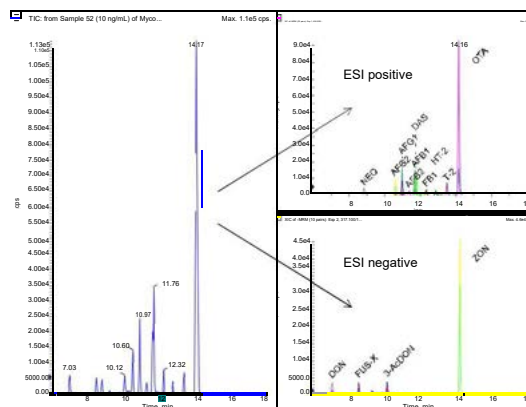 TIC: from Sample 52 (10 ng/mL) of Myco...
Max. 1.1e5 cps.
14.17
1.13e5
1.10e5
1.05e5
1.00e5
9.50e4
9.00e4
8.50e4
8.00e4
7.50e4
7.00e4
6.50e4
6.00e4
5.50e4
5.00e4
4.50e4
4.00e4
3.50e4
3.00e4
2.50e4
2.00e4
1.50e4
1.00e4
5000.00
0.00
cps
7.03
10.12
10.60
10.97
11.76
12.32
8 10 12 14 16 18
Time, min
ESI positive
14.16
9.0e4
8.0e4
7.0e4
6.0e4
5.0e4
4.0e4
3.0e4
2.0e4
1.0e4
0.0
NEO
AFG2
AFG1
DAS
AFB2
AFB1
FB1
HT-2
T-2
OTA
8 10 12 14 16
ESI negative
4.5e4
4.0e4
3.5e4
3.0e4
2.5e4
2.0e4
1.5e4
1.0e4
5000.0
0.0
DON
FUS-X
3-AcDON
ZON
8 10 12 14 16
Time, min